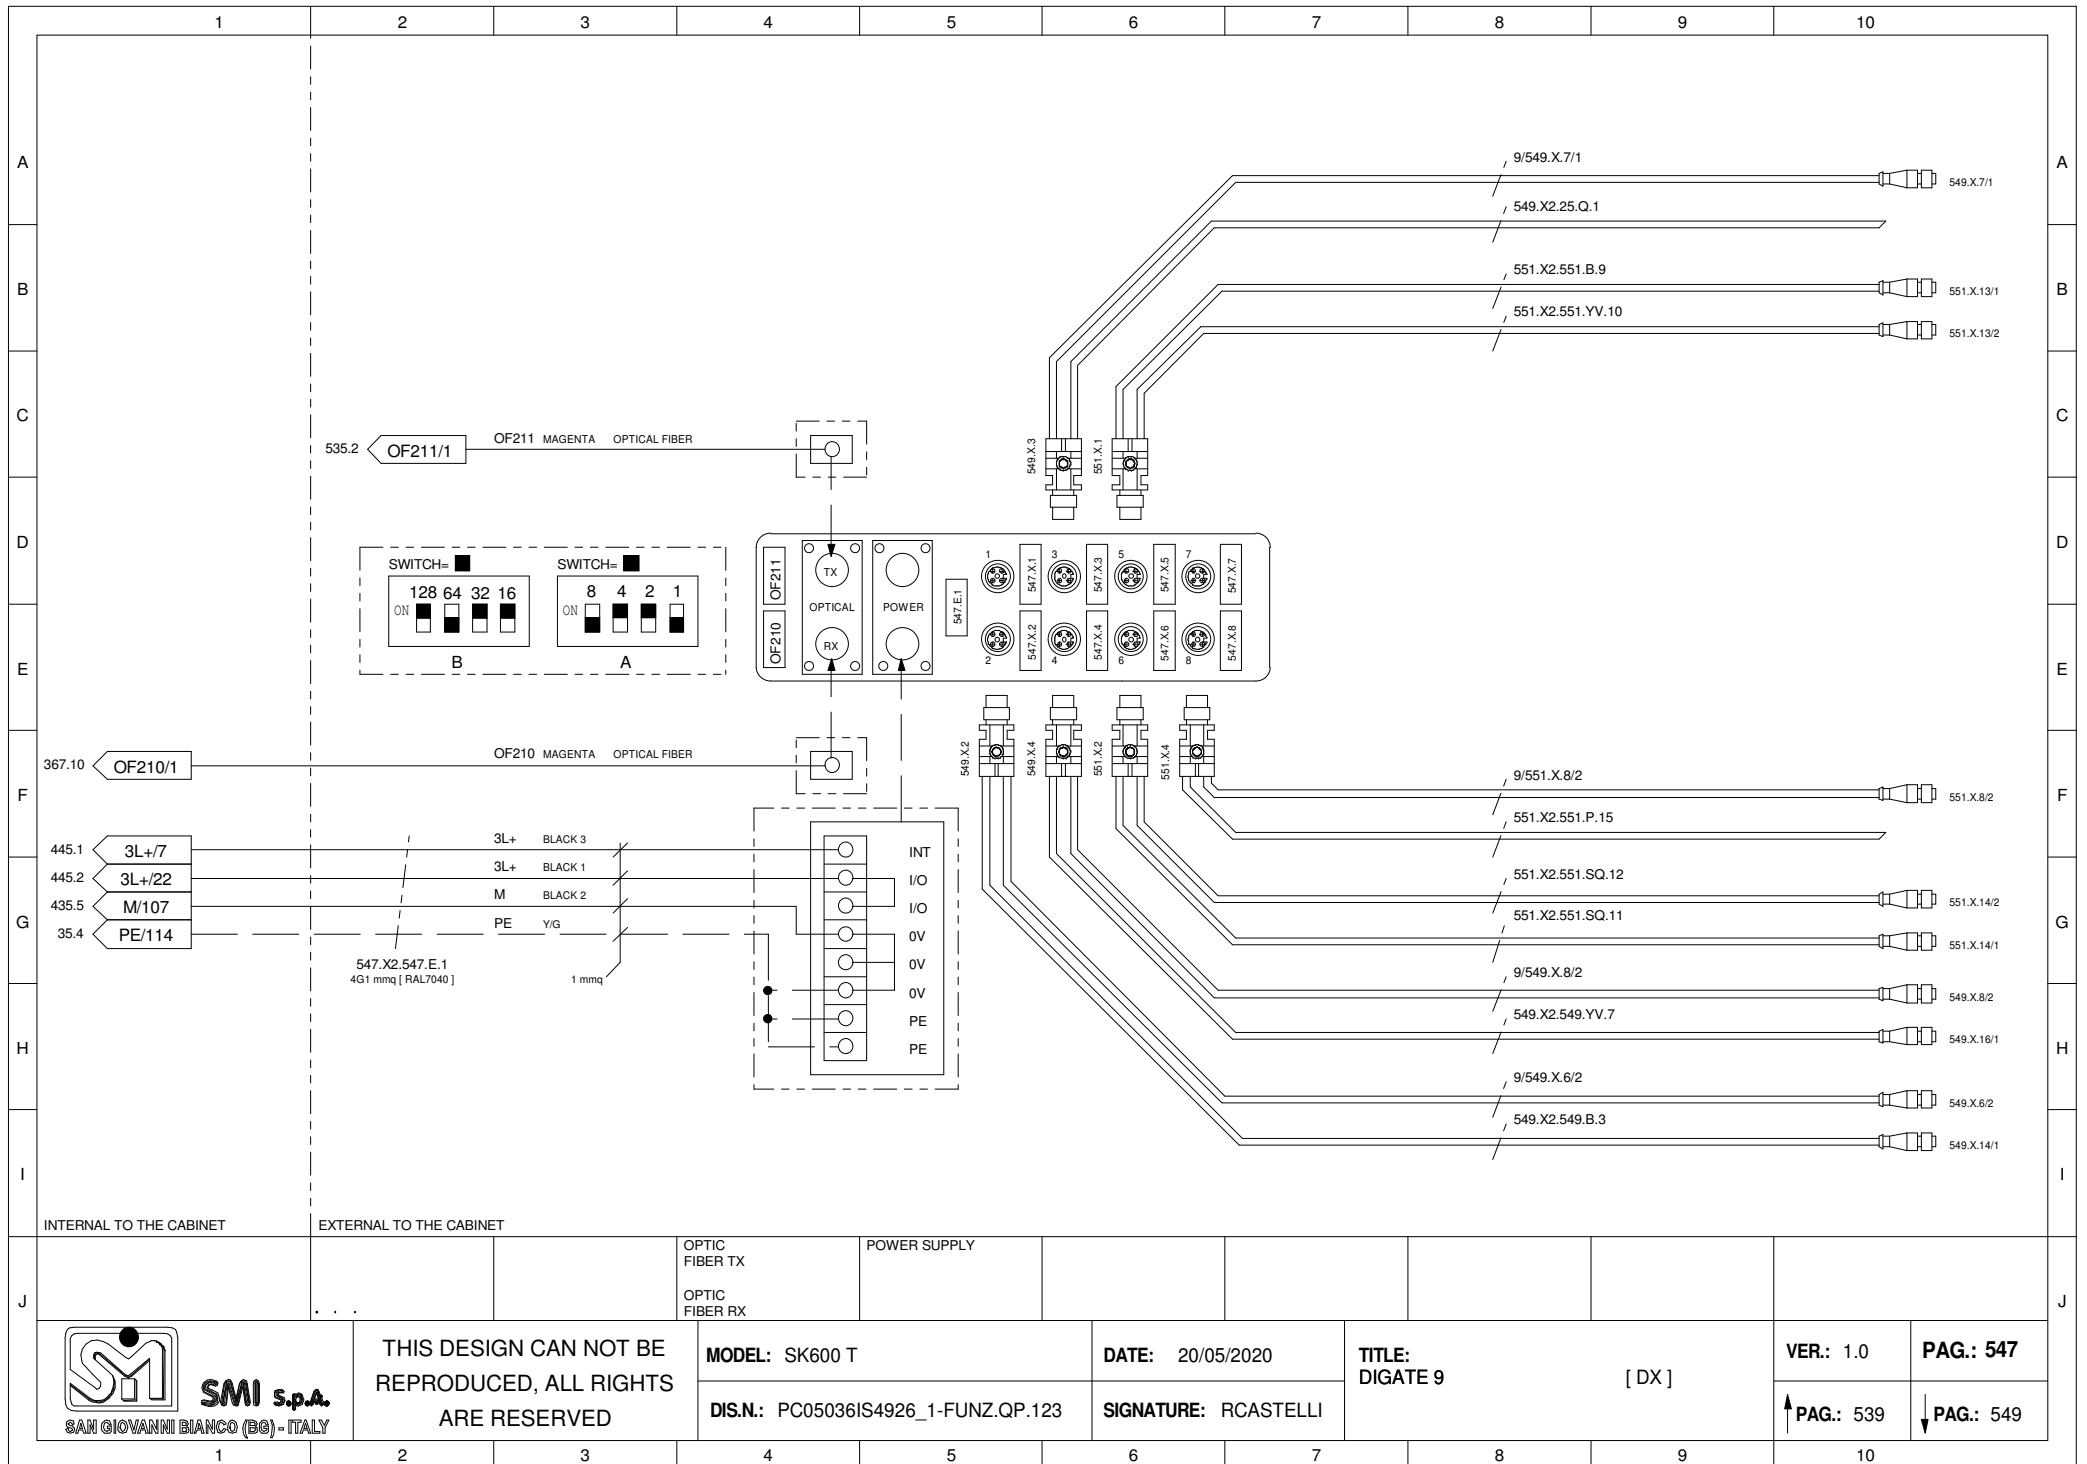 1 2 3 4 5 6 7 8 9 10
A A
9/549.X.7/1
549.X.7/1
549.X2.25.Q.1
B B
551.X2.551.B.9
551.X.13/1
551.X2.551.YV.10
551.X.13/2
C C
535.2 OF211/1 OF211 MAGENTA OPTICAL FIBER
549.X.3 551.X.1
D D
SWITCH= SWITCH=
128 64 32 16 8 4 2 1
ON ON
B A
OF211 TX
OPTICAL POWER
OF210 RX
547.E.1
1 547.X.1 3 547.X.3 5 547.X.5 7 547.X.7
2 547.X.2 4 547.X.4 6 547.X.6 8 547.X.8
E E
549.X.2 549.X.4 551.X.2 551.X.4
367.10 OF210/1 OF210 MAGENTA OPTICAL FIBER
F F
9/551.X.8/2
551.X.8/2
551.X2.551.P.15
445.1 3L+/7 3L+ BLACK 3 INT
445.2 3L+/22 3L+ BLACK 1 I/O
435.5 M/107 M BLACK 2 I/O
35.4 PE/114 PE Y/G 0V
0V
0V
PE
PE
547.X2.547.E.1
4G1 mmq [ RAL7040 ] 1 mmq
G G
551.X2.551.SQ.12
551.X.14/2
551.X2.551.SQ.11
551.X.14/1
9/549.X.8/2
549.X.8/2
H H
549.X2.549.YV.7
549.X.16/1
9/549.X.6/2
549.X.6/2
549.X2.549.B.3
549.X.14/1
I I
INTERNAL TO THE CABINET EXTERNAL TO THE CABINET
J J
. . .
OPTIC
FIBER TX
OPTIC
FIBER RX
POWER SUPPLY
SMI
SMI S.p.A.
SAN GIOVANNI BIANCO (BG) - ITALY
THIS DESIGN CAN NOT BE
REPRODUCED, ALL RIGHTS
ARE RESERVED
MODEL: SK600 T
DIS.N.: PC05036IS4926_1-FUNZ.QP.123
DATE: 20/05/2020
SIGNATURE: RCASTELLI
TITLE:
DIGATE 9 [ DX ]
VER.: 1.0 PAG.: 547
PAG.: 539 PAG.: 549
1 2 3 4 5 6 7 8 9 10